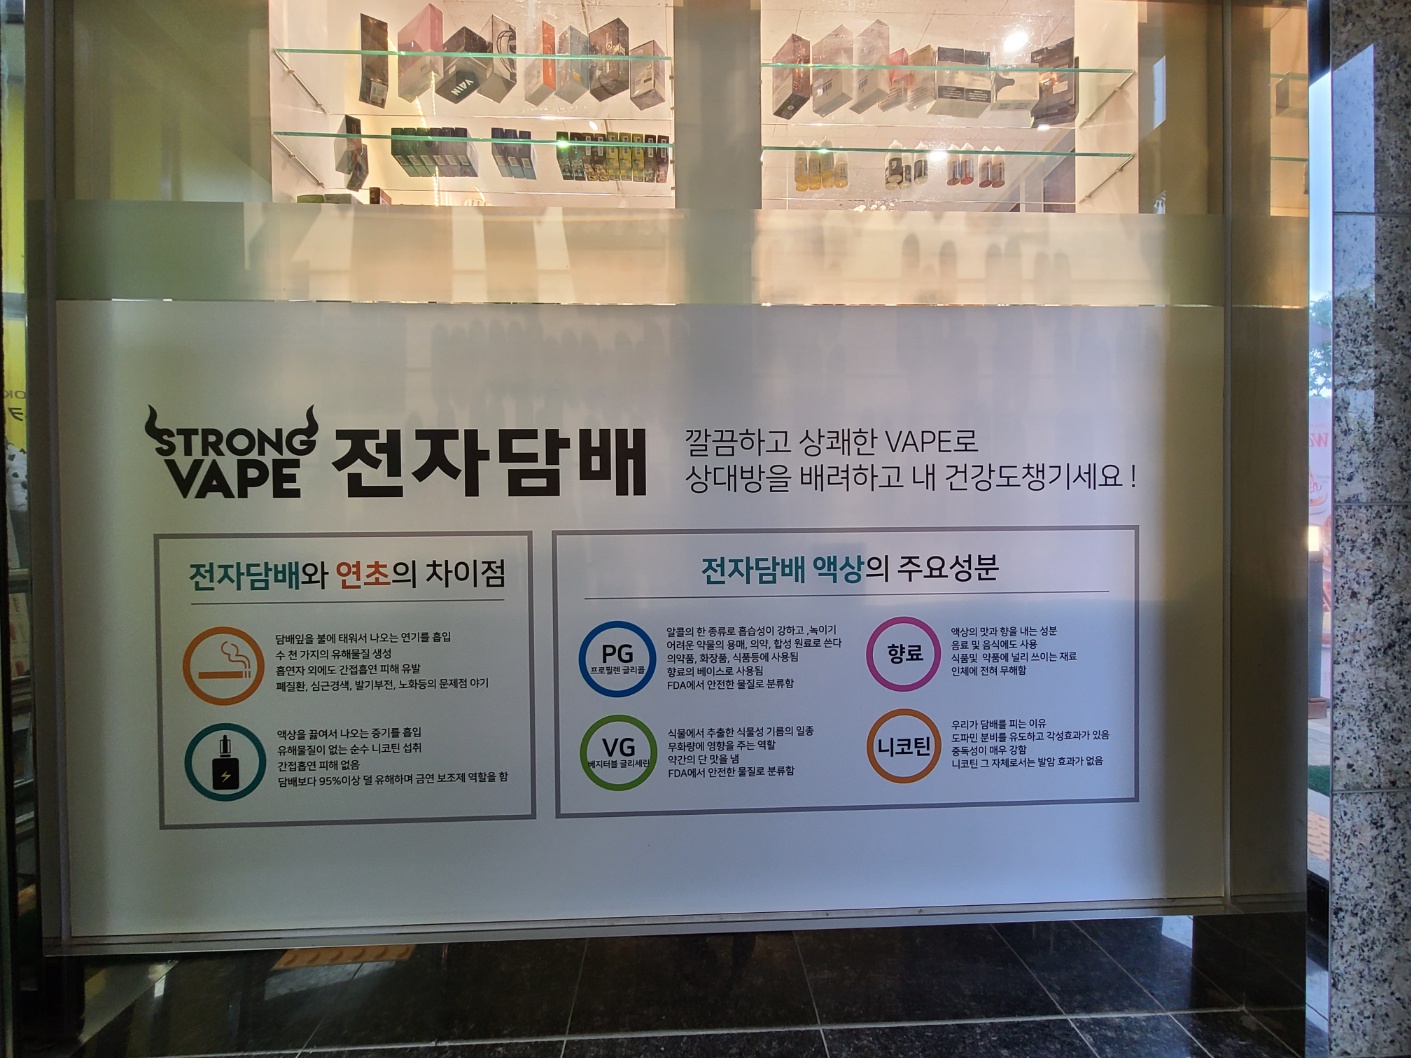 YAIN
STRONG
VAPE
전자담배
깔끔하고 상쾌한 VAPE로
상대방을 배려하고 내 건강도챙기세요 !
전자담배와 연초의 차이점
담배잎을 불에 태워서 나오는 연기를 흡입
수 천 가지의 유해물질 생성
흡연자 외에도 간접흡연 피해 유발
폐질환, 심근경색, 발기부전, 노화등의 문제점 야기
액상을 끓여서 나오는 증기를 흡입
유해물질이 없는 순수 니코틴 섭취
간접흡연 피해 없음
담배보다 95%이상 덜 유해하며 금연 보조제 역할을 함
전자담배 액상의 주요성분
PG
프로필렌 글리콜
알콜의 한 종류로 흡습성이 강하고 ,녹이기
어려운 약물의 용매, 의약, 합성 원료로 쓴다
의약품, 화장품, 식품등에 사용됨
향료의 베이스로 사용됨
FDA에서 안전한 물질로 분류함
VG
베지터블 글리세린
식물에서 추출한 식물성 기름의 일종
무화량에 영향을 주는 역할
약간의 단 맛을 냄
FDA에서 안전한 물질로 분류함
향료
액상의 맛과 향을 내는 성분
음료 및 음식에도 사용
식품및 약품에 널리 쓰이는 재료
인체에 전혀 무해함
니코틴
우리가 담배를 피는 이유
도파민 분비를 유도하고 각성효과가 있음
중독성이 매우 강함
니코틴 그 자체로서는 발암 효과가 없음